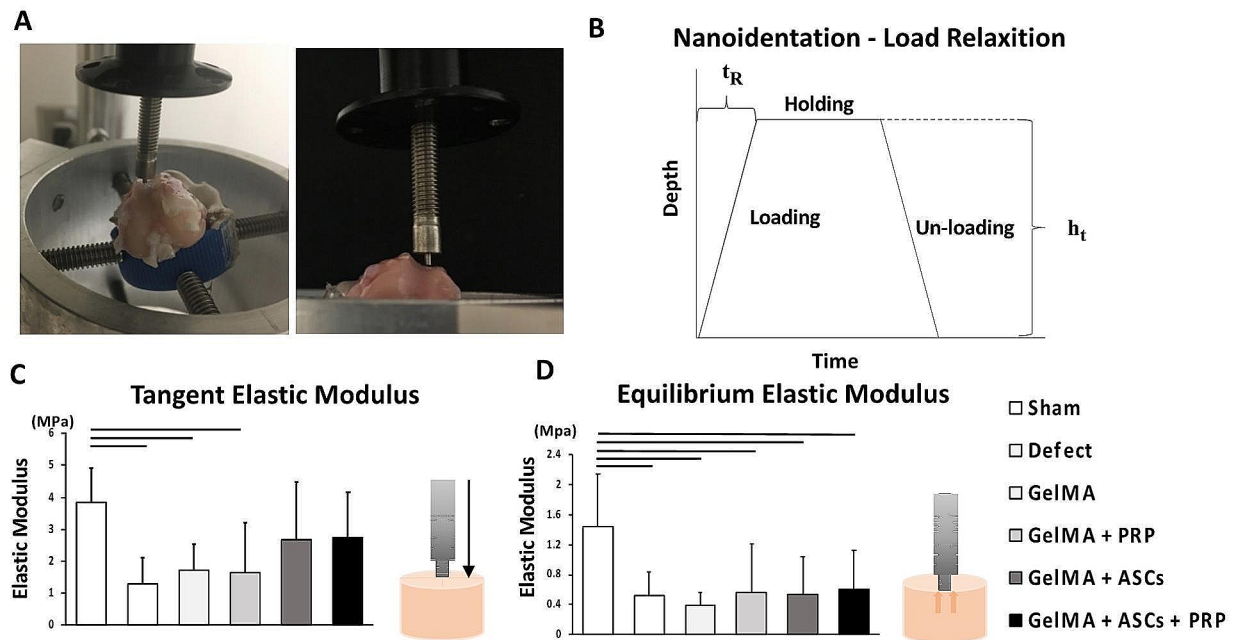 A
B
Nanoidentation - Load Relaxition
tR
Holding
Depth
Loading
Un-loading
ht
Time
C
Tangent Elastic Modulus
(MPa)
Elastic Modulus
6
5
4
3
2
1
0
D
Equilibrium Elastic Modulus
(Mpa)
Elastic Modulus
2.4
2
1.6
1.2
0.8
0.4
0
Sham
Defect
GelMA
GelMA + PRP
GelMA + ASCs
GelMA + ASCs + PRP